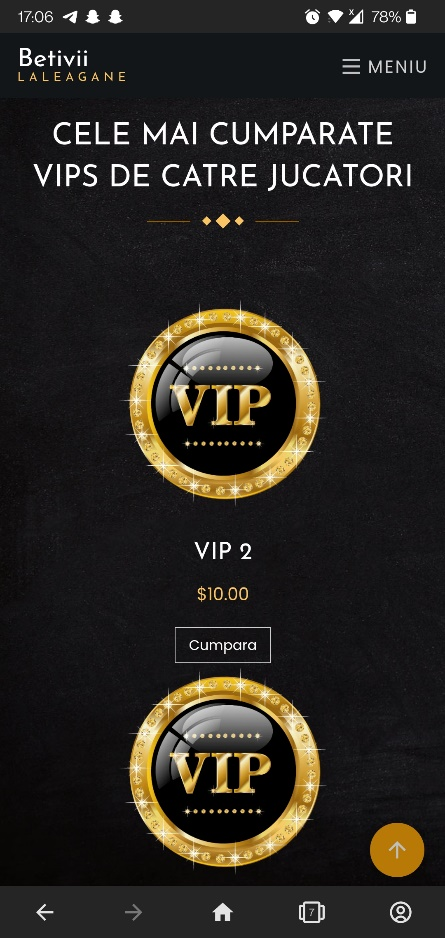 17:06
X
78%
Betivii
LALEAGANE
MENIU
CELE MAI CUMPARATE
VIPS DE CATRE JUCATORI
VIP
VIP 2
$10.00
Cumpara
VIP
7